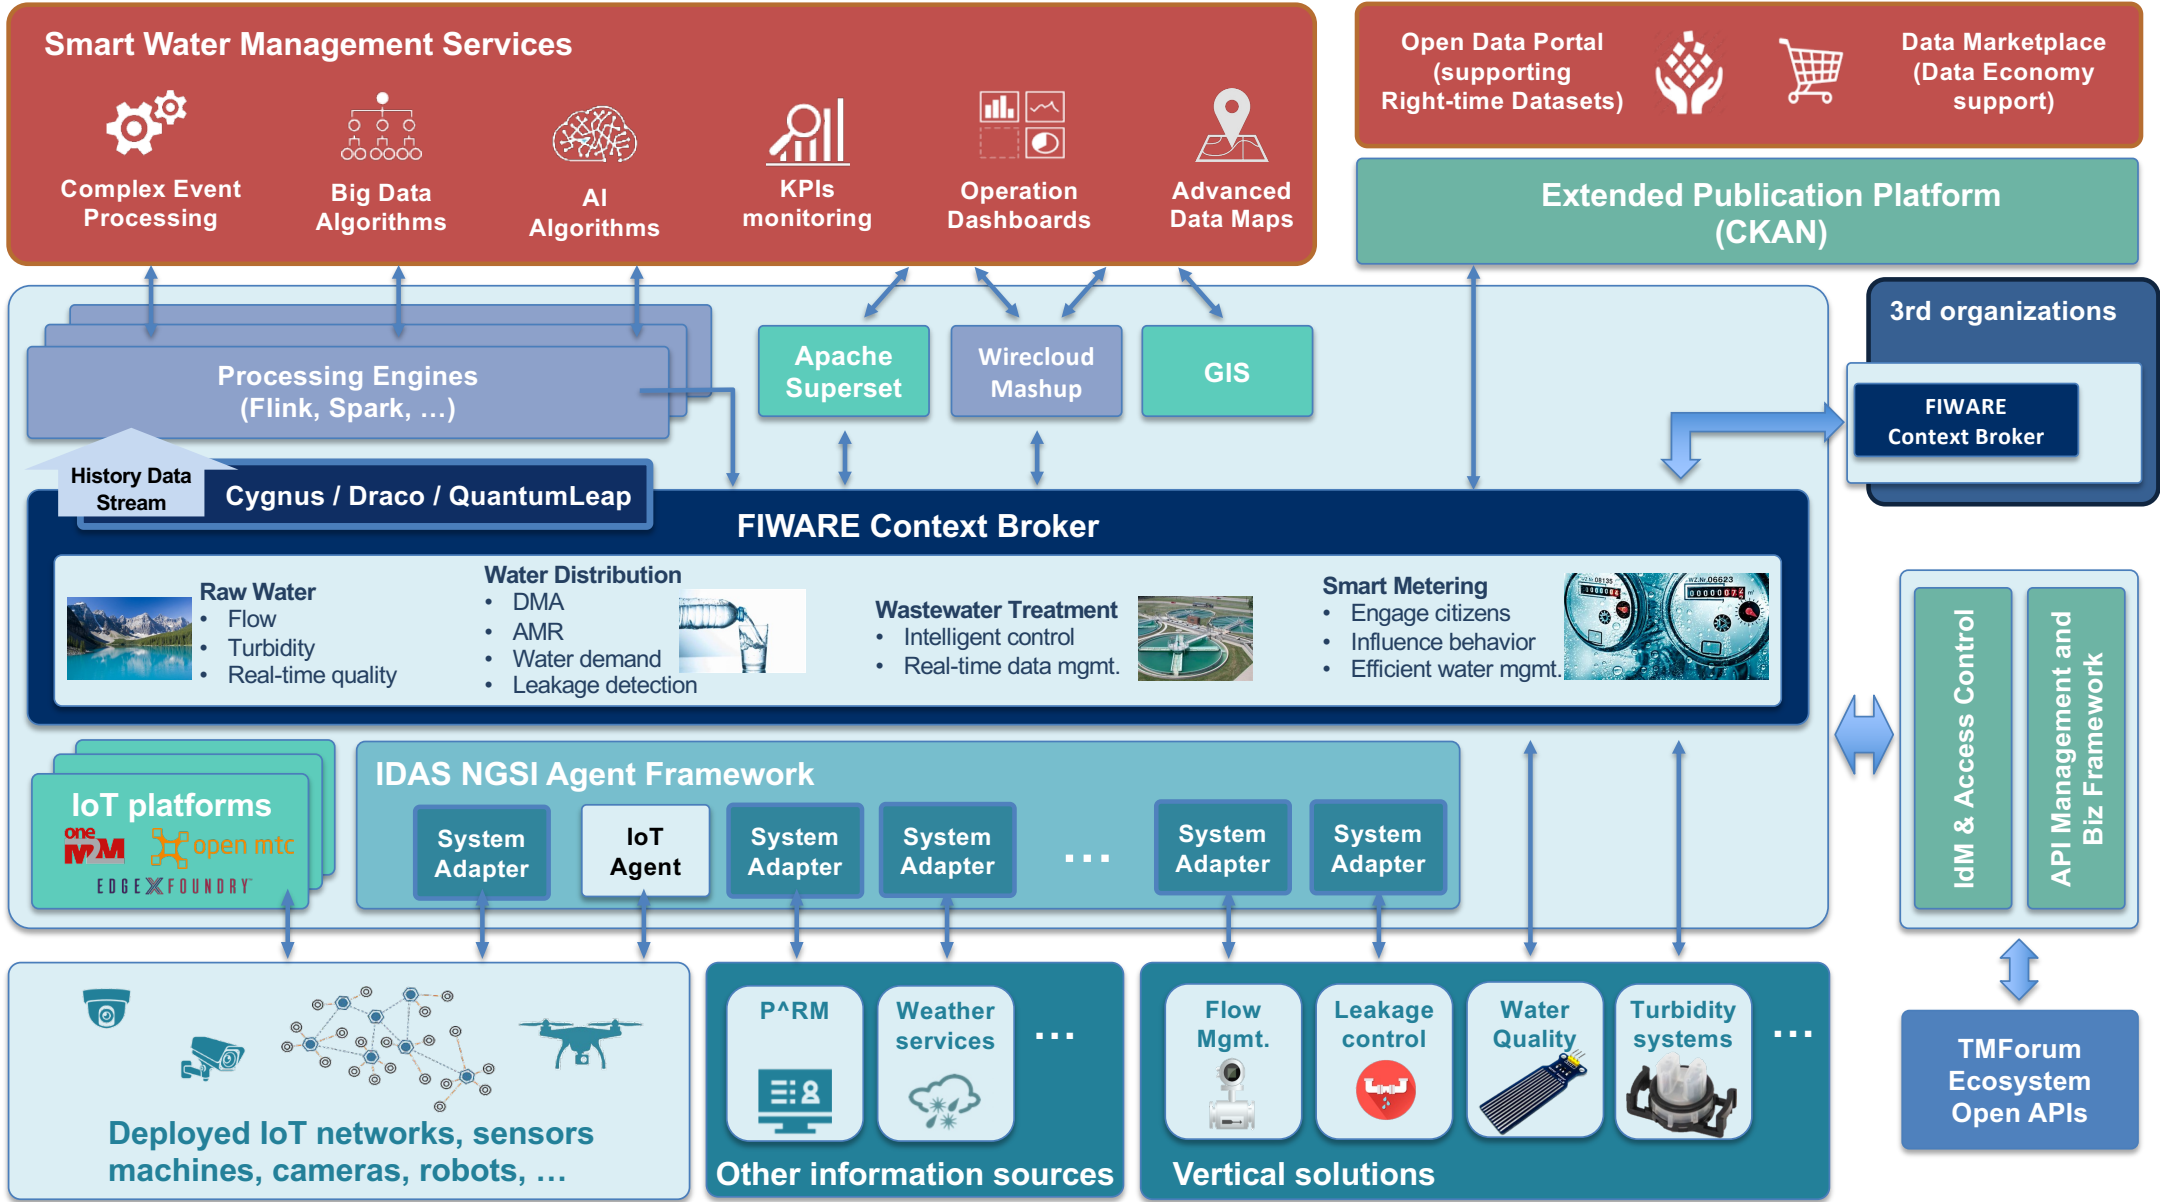 Smart Water Management Services
Complex Event
Processing
Big Data
Algorithms
AI
Algorithms
KPIs
monitoring
Operation
Dashboards
Advanced
Data Maps
Open Data Portal
(supporting
Right-time Datasets)
Data Marketplace
(Data Economy
support)
Extended Publication Platform
(CKAN)
3rd organizations
FIWARE
Context Broker
Processing Engines
(Flink, Spark, …)
Apache
Superset
Wirecloud
Mashup
GIS
History Data
Stream
Cygnus / Draco / QuantumLeap
FIWARE Context Broker
Raw Water
• Flow
• Turbidity
• Real-time quality
Water Distribution
• DMA
• AMR
• Water demand
• Leakage detection
Wastewater Treatment
• Intelligent control
• Real-time data mgmt.
Smart Metering
• Engage citizens
• Influence behavior
• Efficient water mgmt.
IdM & Access Control
API Management and
Biz Framework
IoT platforms
one
M2M
open mtc
EDGE X FOUNDRY
IDAS NGSI Agent Framework
System
Adapter
IoT
Agent
System
Adapter
System
Adapter
…
System
Adapter
System
Adapter
Deployed IoT networks, sensors
machines, cameras, robots, …
P^RM
Weather
services
…
Other information sources
Flow
Mgmt.
Leakage
control
Water
Quality
Turbidity
systems
…
Vertical solutions
TMForum
Ecosystem
Open APIs